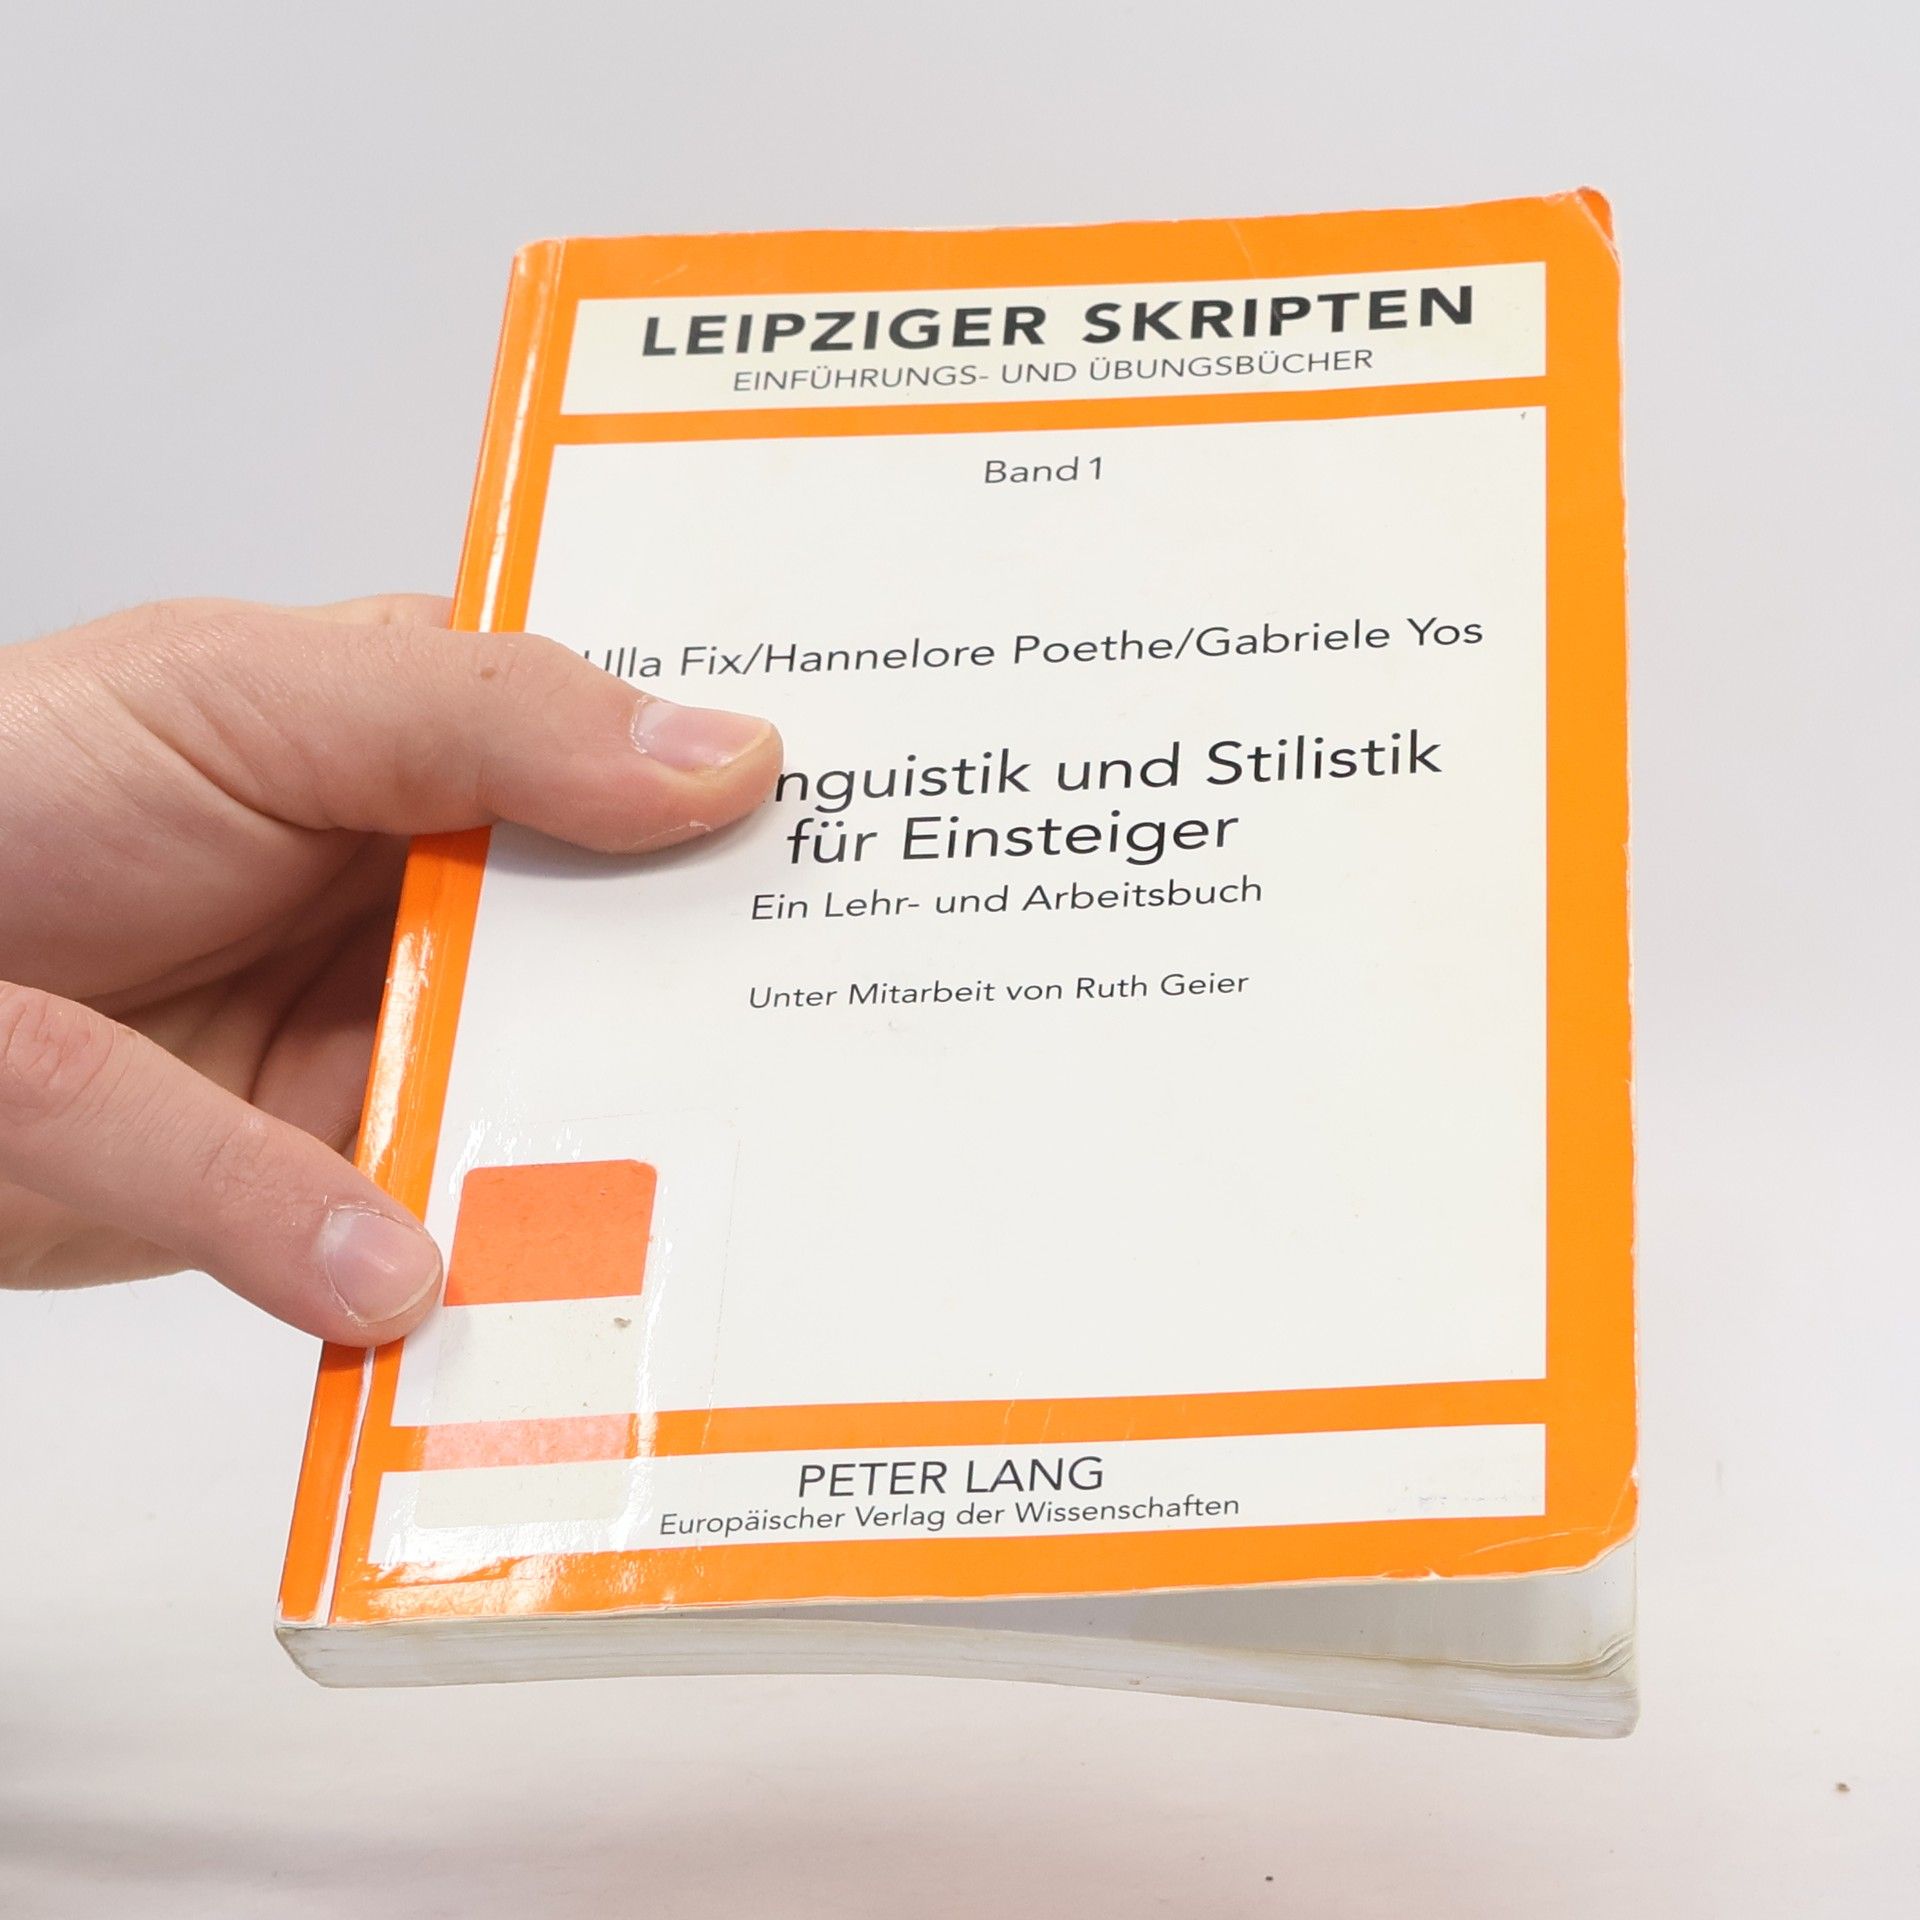 LEIPZIGER SKRIPTEN
EINFÜHRUNGS- UND ÜBUNGSBÜCHER
Band 1
Ulla Fix/Hannelore Poethe/Gabriele Yos
nguistik und Stilistik
für Einsteiger
Ein Lehr- und Arbeitsbuch
Unter Mitarbeit von Ruth Geier
PETER LANG
Europäischer Verlag der Wissenschaften